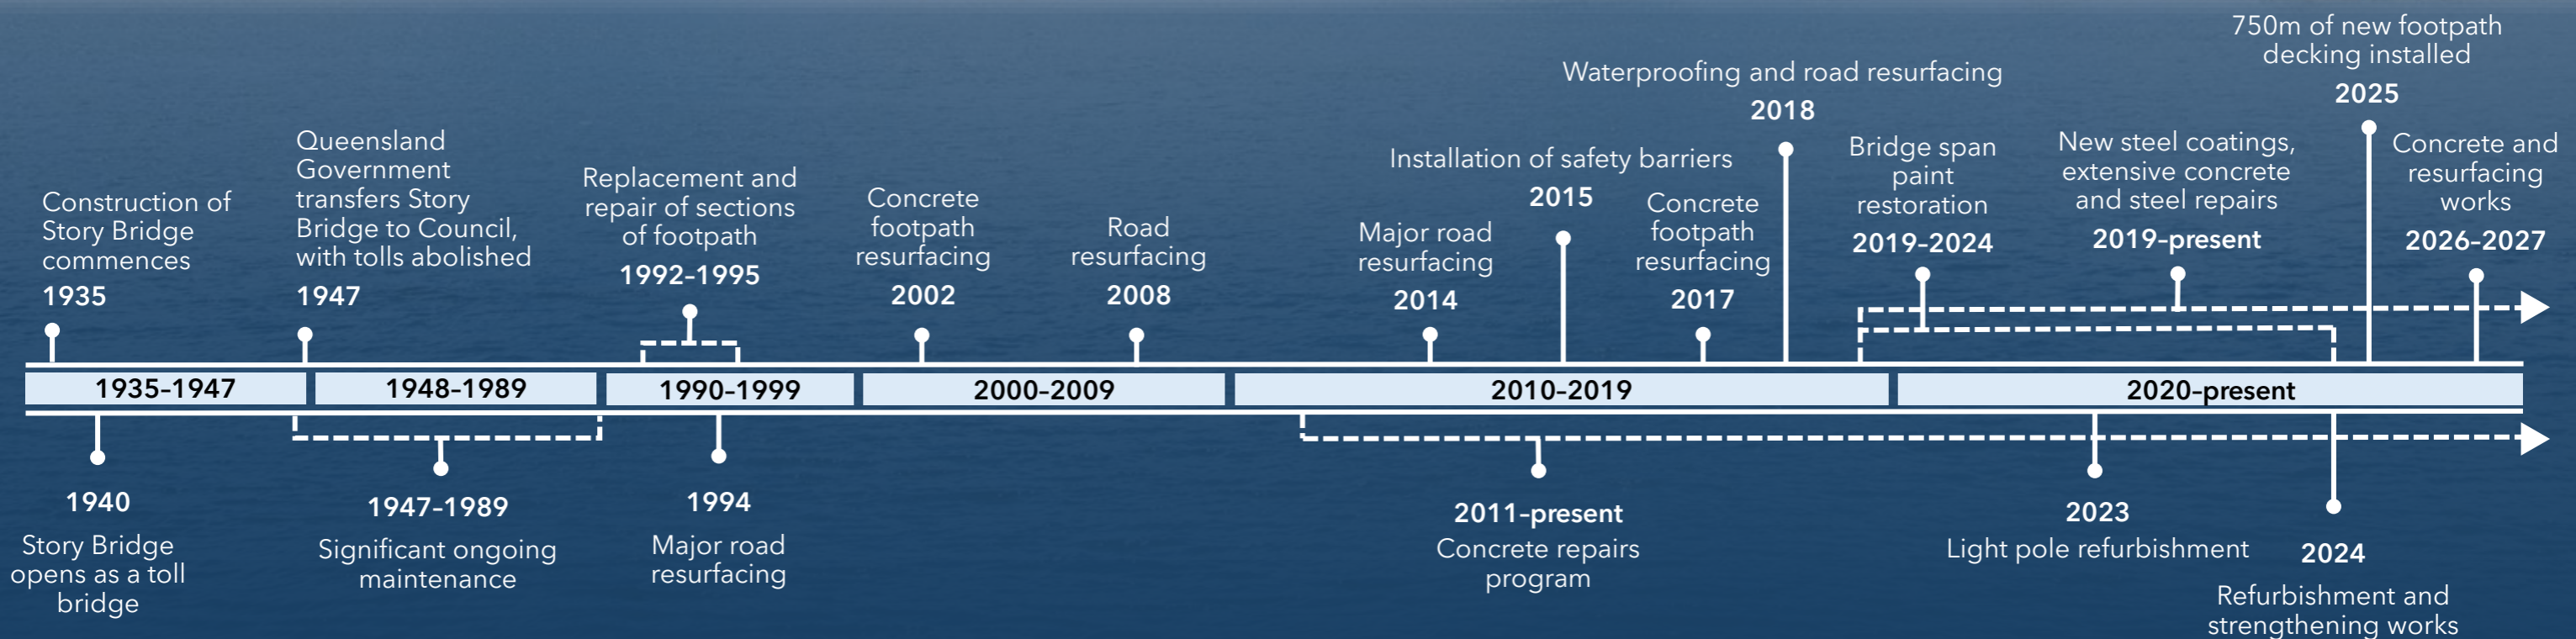 Construction of
Story Bridge
commences
1935
Queensland
Government
transfers Story
Bridge to Council,
with tolls abolished
1947
Replacement and
repair of sections
of footpath
1992–1995
Concrete
footpath
resurfacing
2002
Road
resurfacing
2008
Major road
resurfacing
2014
Installation of safety barriers
2015
Concrete
footpath
resurfacing
2017
Waterproofing and road resurfacing
2018
Bridge span
paint
restoration
2019–2024
New steel coatings,
extensive concrete
and steel repairs
2019–present
750m of new footpath
decking installed
2025
Concrete and
resurfacing
works
2026–2027
1935–1947
1948–1989
1990–1999
2000–2009
2010–2019
2020–present
1940
Story Bridge
opens as a toll
bridge
1947–1989
Significant ongoing
maintenance
1994
Major road
resurfacing
2011–present
Concrete repairs
program
2023
Light pole refurbishment
2024
Refurbishment and
strengthening works